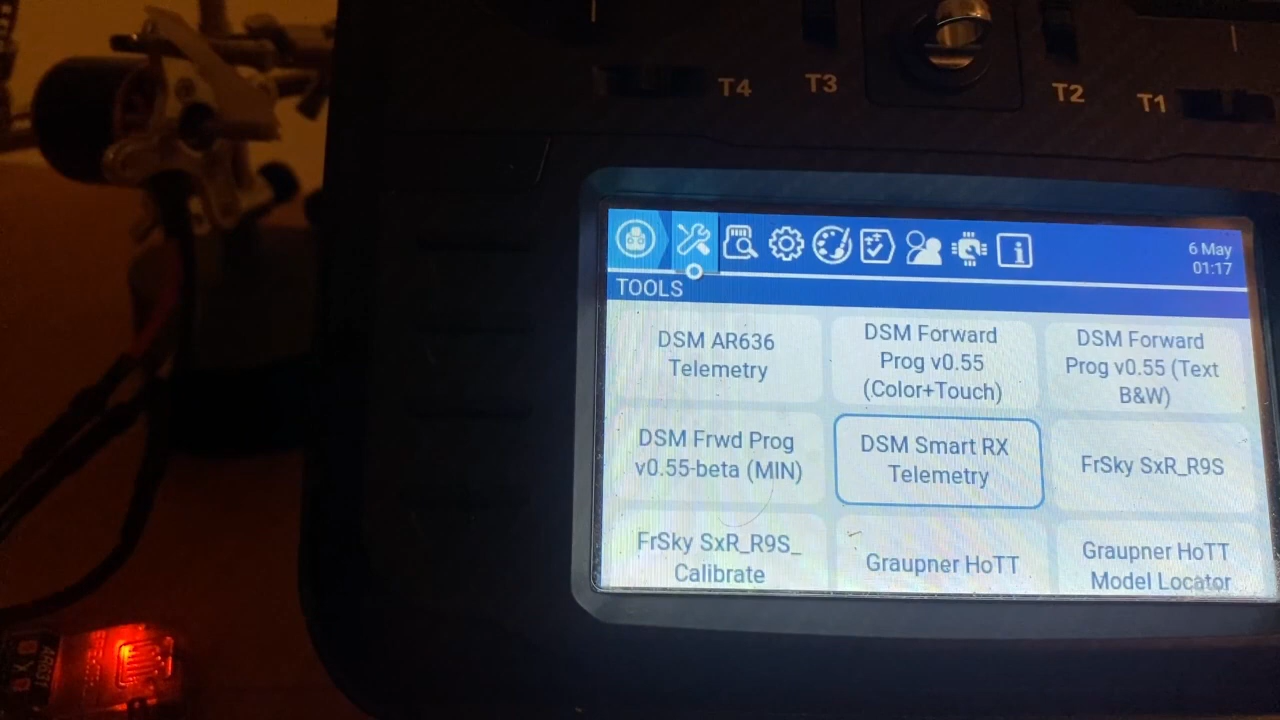 T4
T3
T2
T1
6 May
01:17
TOOLS
DSM AR636
Telemetry
DSM Forward
Prog v0.55
(Color+Touch)
DSM Forward
Prog v0.55 (Text
B&W)
DSM Frwd Prog
v0.55-beta (MIN)
DSM Smart RX
Telemetry
FrSky SxR_R9S
FrSky SxR_R9S_
Calibrate
Graupner HoTT
Graupner HoTT
Model Locator
AR631